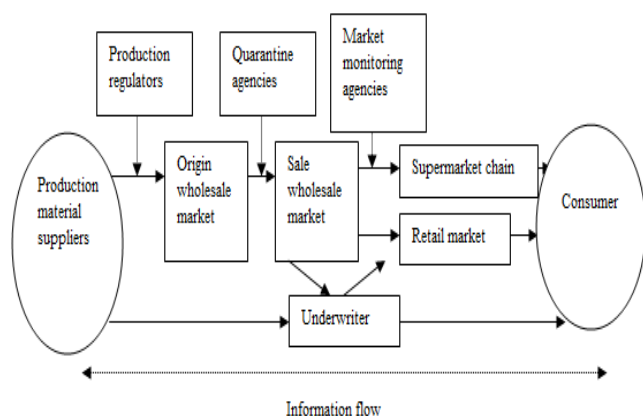 Production
regulators
Quarantine
agencies
Market
monitoring
agencies
Production
material
suppliers
Origin
wholesale
market
Sale
wholesale
market
Supermarket chain
Retail market
Underwriter
Consumer
Information flow